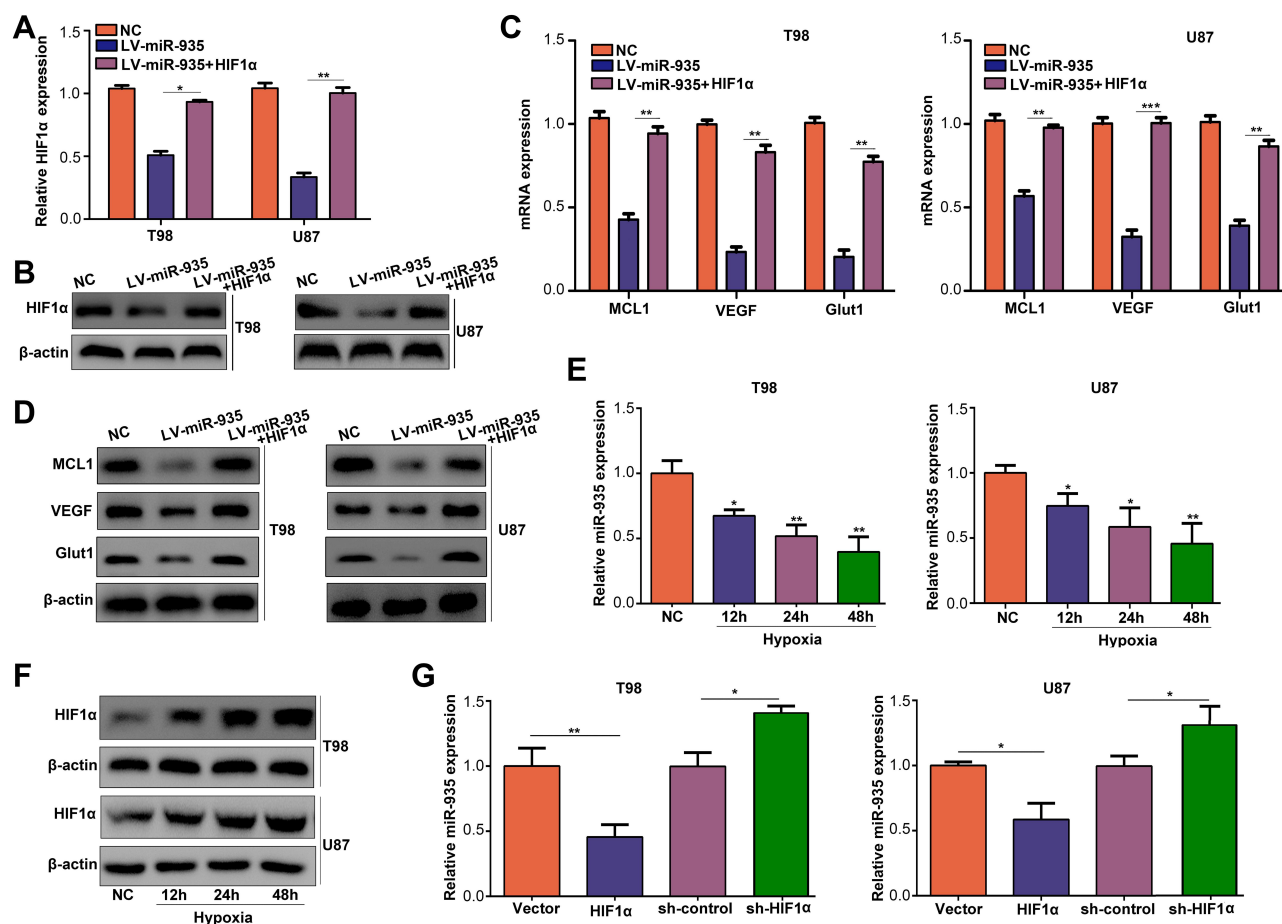 A
Relative HIF1α expression
1.5
1.0
0.5
0.0
NC
LV-miR-935
LV-miR-935+HIF1α
*
**
T98
U87
B
NC
LV-miR-935
LV-miR-935
+HIF1α
NC
LV-miR-935
LV-miR-935
+HIF1α
HIF1α
β-actin
T98
U87
C
T98
mRNA expression
1.5
1.0
0.5
0.0
NC
LV-miR-935
LV-miR-935+HIF1α
**
**
**
MCL1
VEGF
Glut1
U87
mRNA expression
1.5
1.0
0.5
0.0
NC
LV-miR-935
LV-miR-935+HIF1α
**
***
**
MCL1
VEGF
Glut1
D
NC
LV-miR-935
LV-miR-935
+HIF1α
NC
LV-miR-935
LV-miR-935
+HIF1α
MCL1
VEGF
Glut1
β-actin
T98
U87
E
T98
Relative miR-935 expression
1.5
1.0
0.5
0.0
*
**
**
NC
12h
24h
48h
Hypoxia
U87
Relative miR-935 expression
1.5
1.0
0.5
0.0
*
*
**
NC
12h
24h
48h
Hypoxia
F
HIF1α
β-actin
T98
HIF1α
β-actin
U87
NC
12h
24h
48h
Hypoxia
G
T98
Relative miR-935 expression
1.5
1.0
0.5
0.0
**
*
Vector
HIF1α
sh-control
sh-HIF1α
U87
Relative miR-935 expression
1.5
1.0
0.5
0.0
*
*
Vector
HIF1α
sh-control
sh-HIF1α